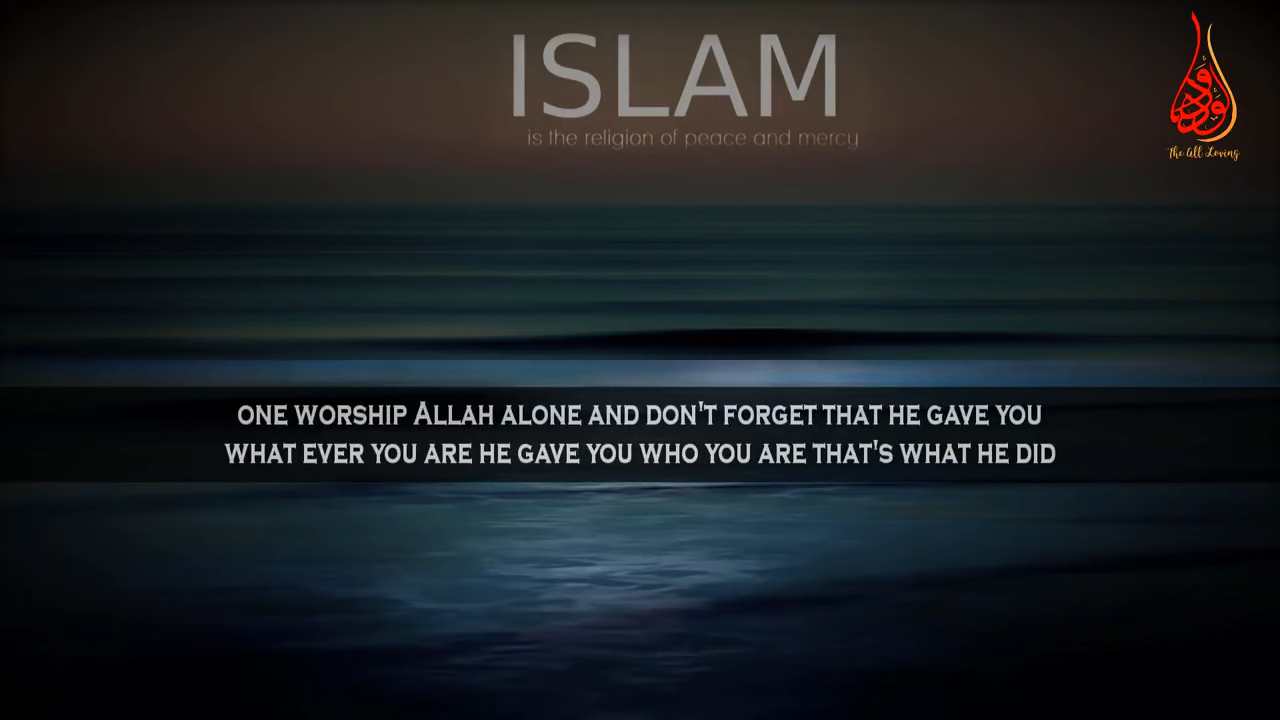 ISLAM
is the religion of peace and mercy
الودود
The All Loving
ONE WORSHIP ALLAH ALONE AND DON'T FORGET THAT HE GAVE YOU
WHAT EVER YOU ARE HE GAVE YOU WHO YOU ARE THAT'S WHAT HE DID